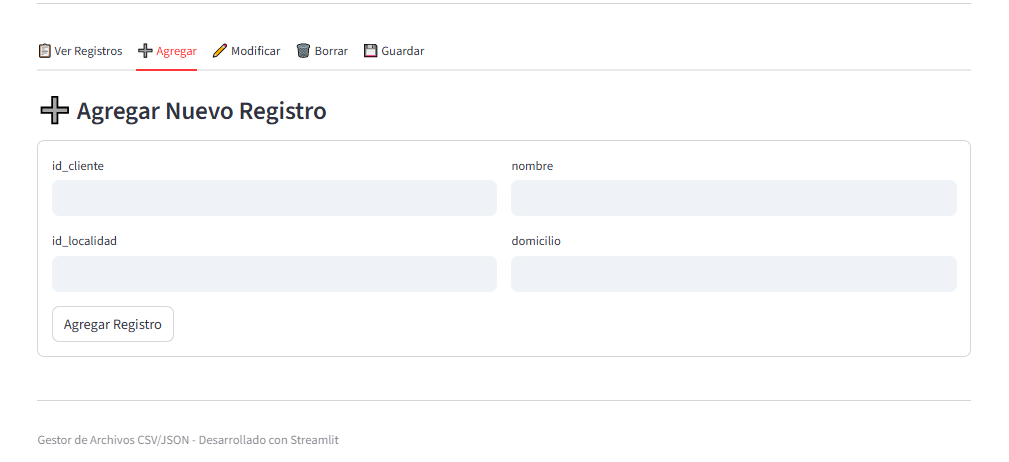 Ver Registros Agregar Modificar Borrar Guardar
Agregar Nuevo Registro
id_cliente nombre
id_localidad domicilio
Agregar Registro
Gestor de Archivos CSV/JSON - Desarrollado con Streamlit